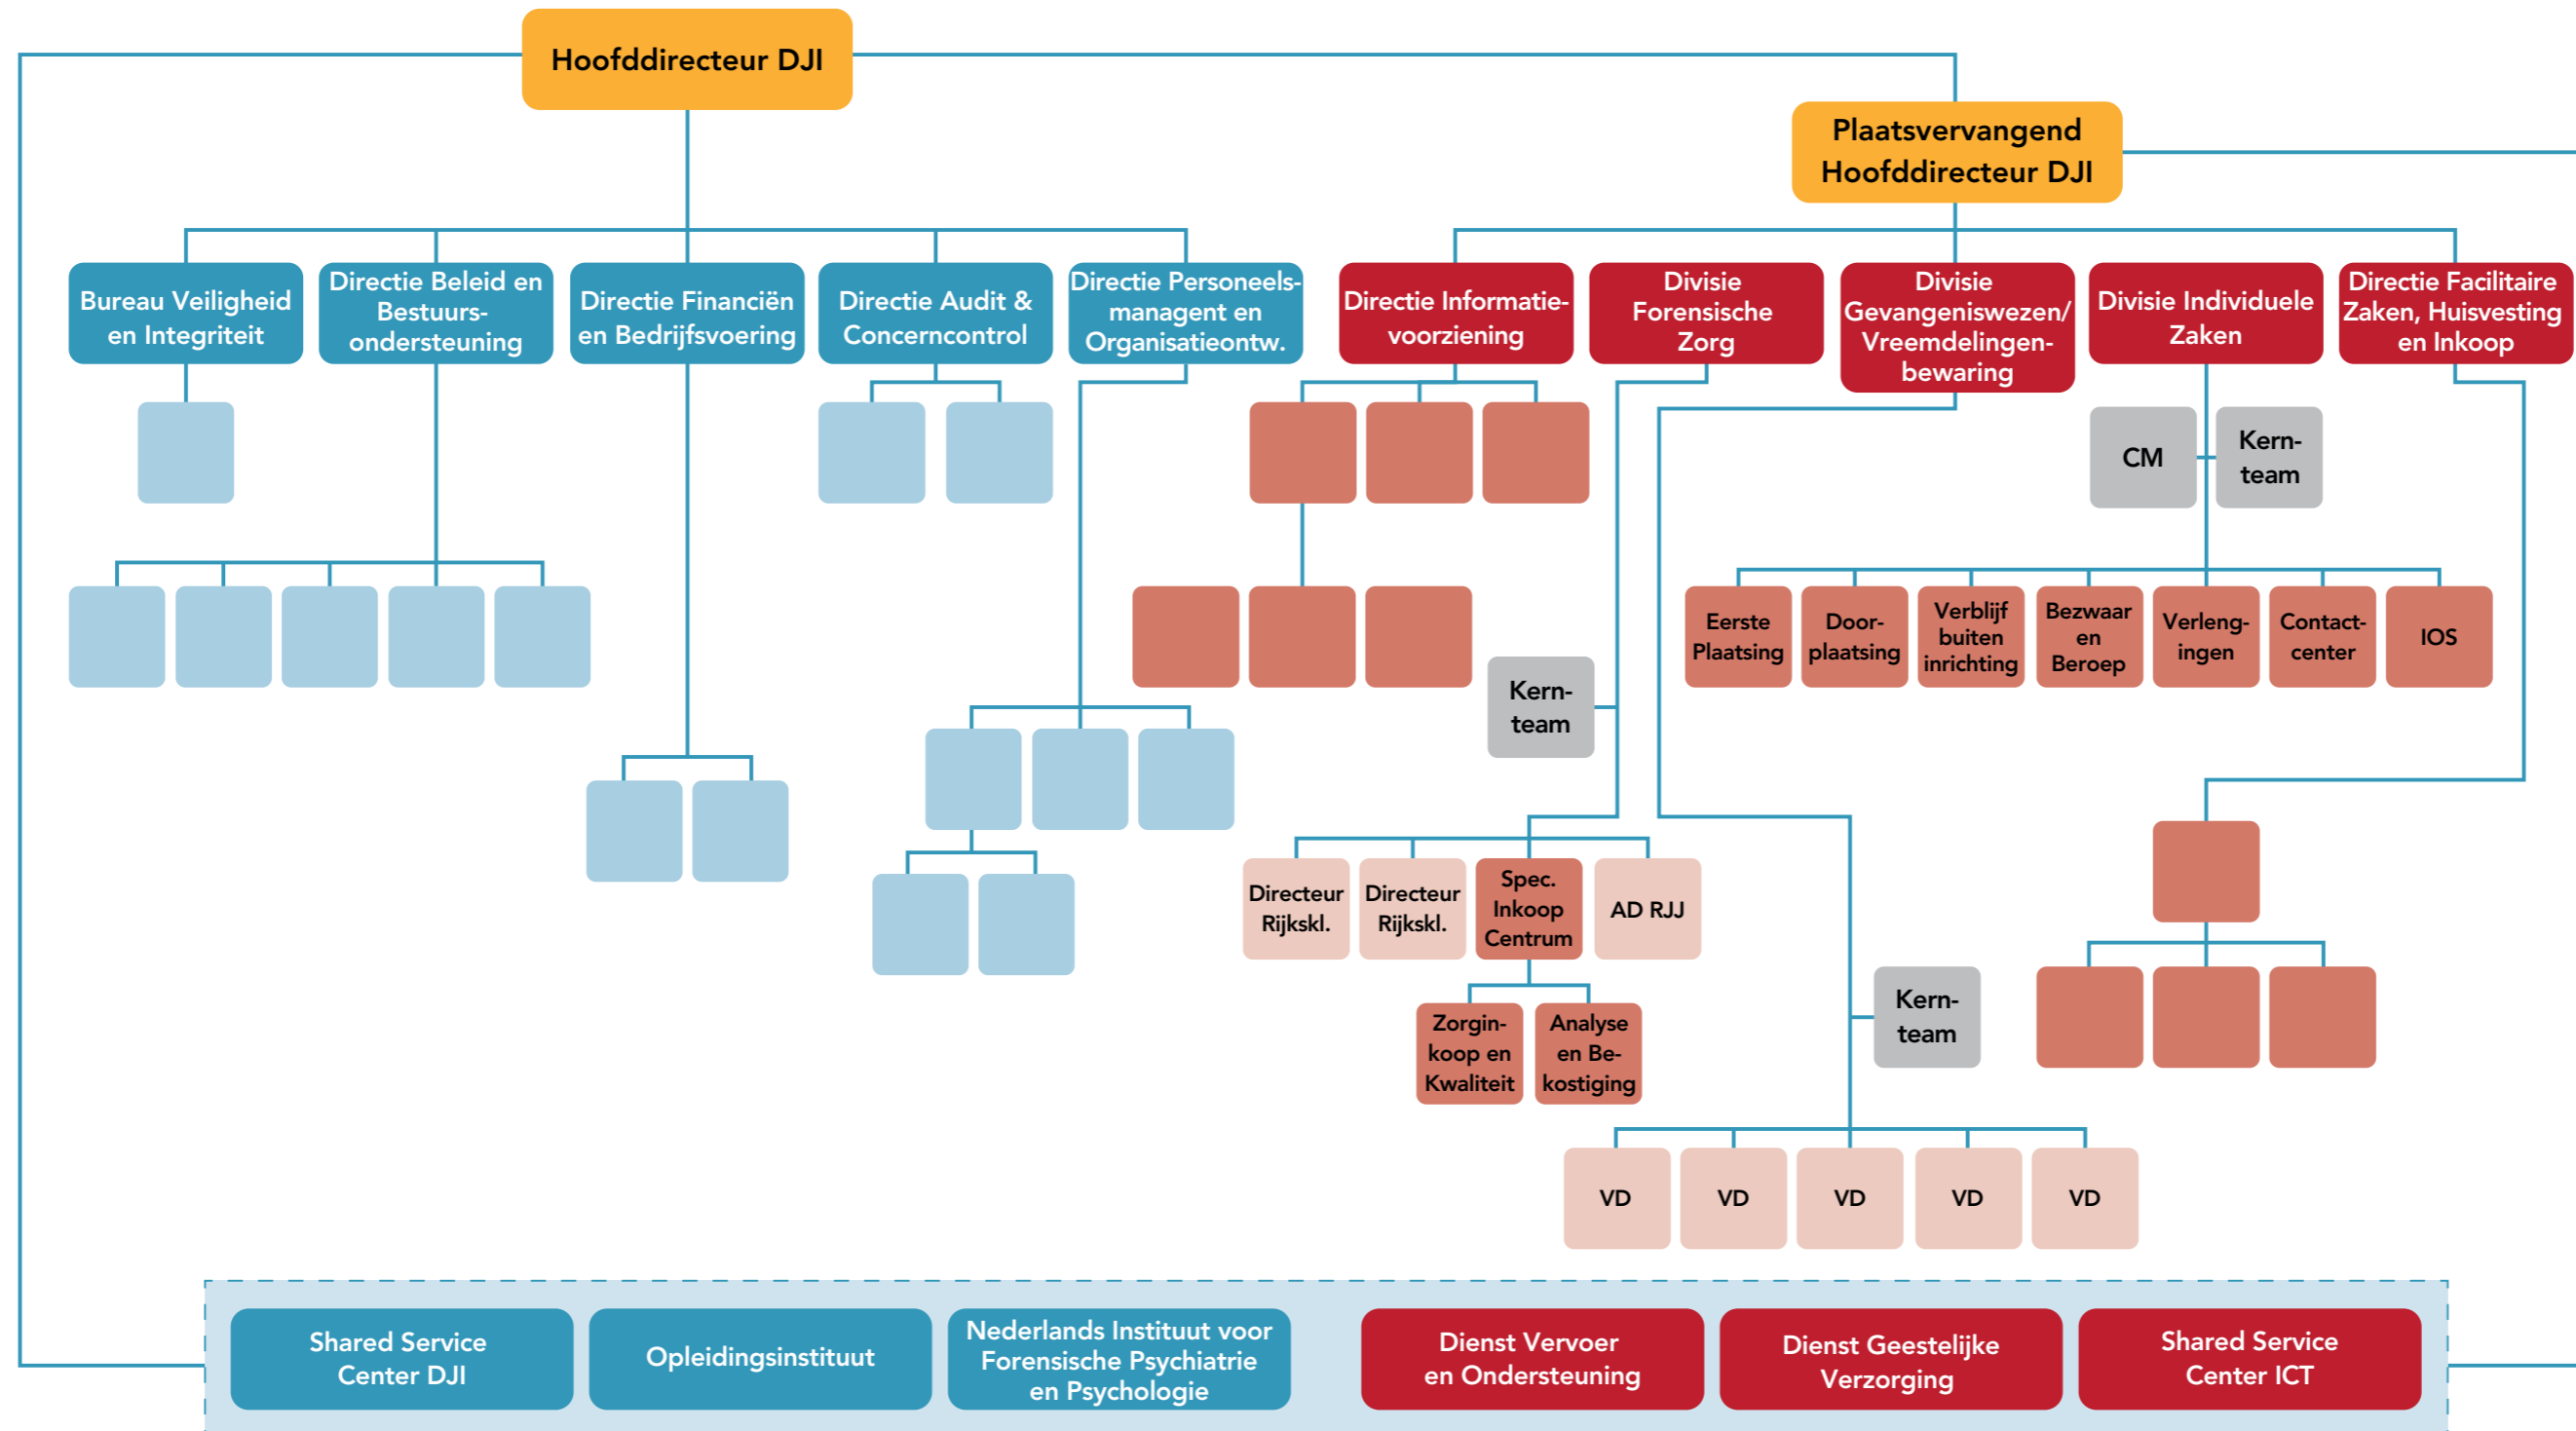 Hoofddirecteur DJI
Plaatsvervangend
Hoofddirecteur DJI
Bureau Veiligheid
en Integriteit
Directie Beleid en
Bestuurs-
ondersteuning
Directie Financiën
en Bedrijfsvoering
Directie Audit &
Concerncontrol
Directie Personeels-
managent en
Organisatieontw.
Directie Informatie-
voorziening
Divisie
Forensische
Zorg
Divisie
Gevangeniswezen/
Vreemdelingen-
bewaring
Divisie Individuele
Zaken
Directie Facilitaire
Zaken, Huisvesting
en Inkoop
CM
Kern-
team
Eerste
Plaatsing
Door-
plaatsing
Verblijf
buiten
inrichting
Bezwaar
en
Beroep
Verleng-
ingen
Contact-
center
IOS
Kern-
team
Directeur
Rijkskl.
Directeur
Rijkskl.
Spec.
Inkoop
Centrum
AD RJJ
Zorgin-
koop en
Kwaliteit
Analyse
en Be-
kostiging
Kern-
team
VD
VD
VD
VD
VD
Shared Service
Center DJI
Opleidingsinstituut
Nederlands Instituut voor
Forensische Psychiatrie
en Psychologie
Dienst Vervoer
en Ondersteuning
Dienst Geestelijke
Verzorging
Shared Service
Center ICT